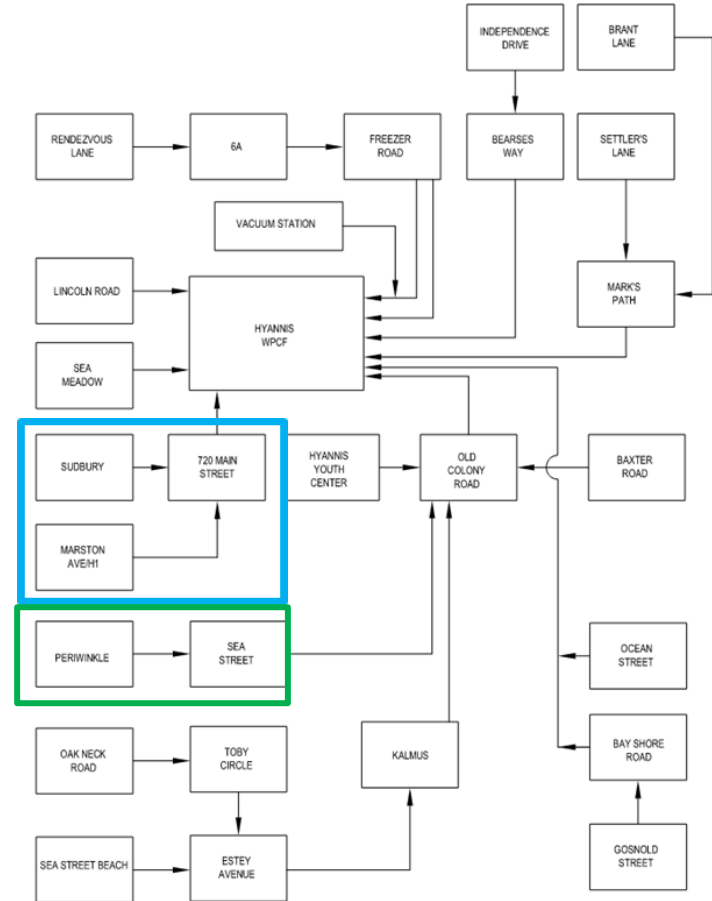 INDEPENDENCE
DRIVE
BRANT
LANE
RENDEZVOUS
LANE
6A
FREEZER
ROAD
BEARSES
WAY
SETTLER'S
LANE
VACUUM STATION
LINCOLN ROAD
HYANNIS
WPCF
MARK'S
PATH
SEA
MEADOW
SUDBURY
720 MAIN
STREET
HYANNIS
YOUTH
CENTER
OLD
COLONY
ROAD
BAXTER
ROAD
MARSTON
AVE/H1
PERIWINKLE
SEA
STREET
OCEAN
STREET
OAK NECK
ROAD
TOBY
CIRCLE
KALMUS
BAY SHORE
ROAD
SEA STREET BEACH
ESTEY
AVENUE
GOSNOLD
STREET